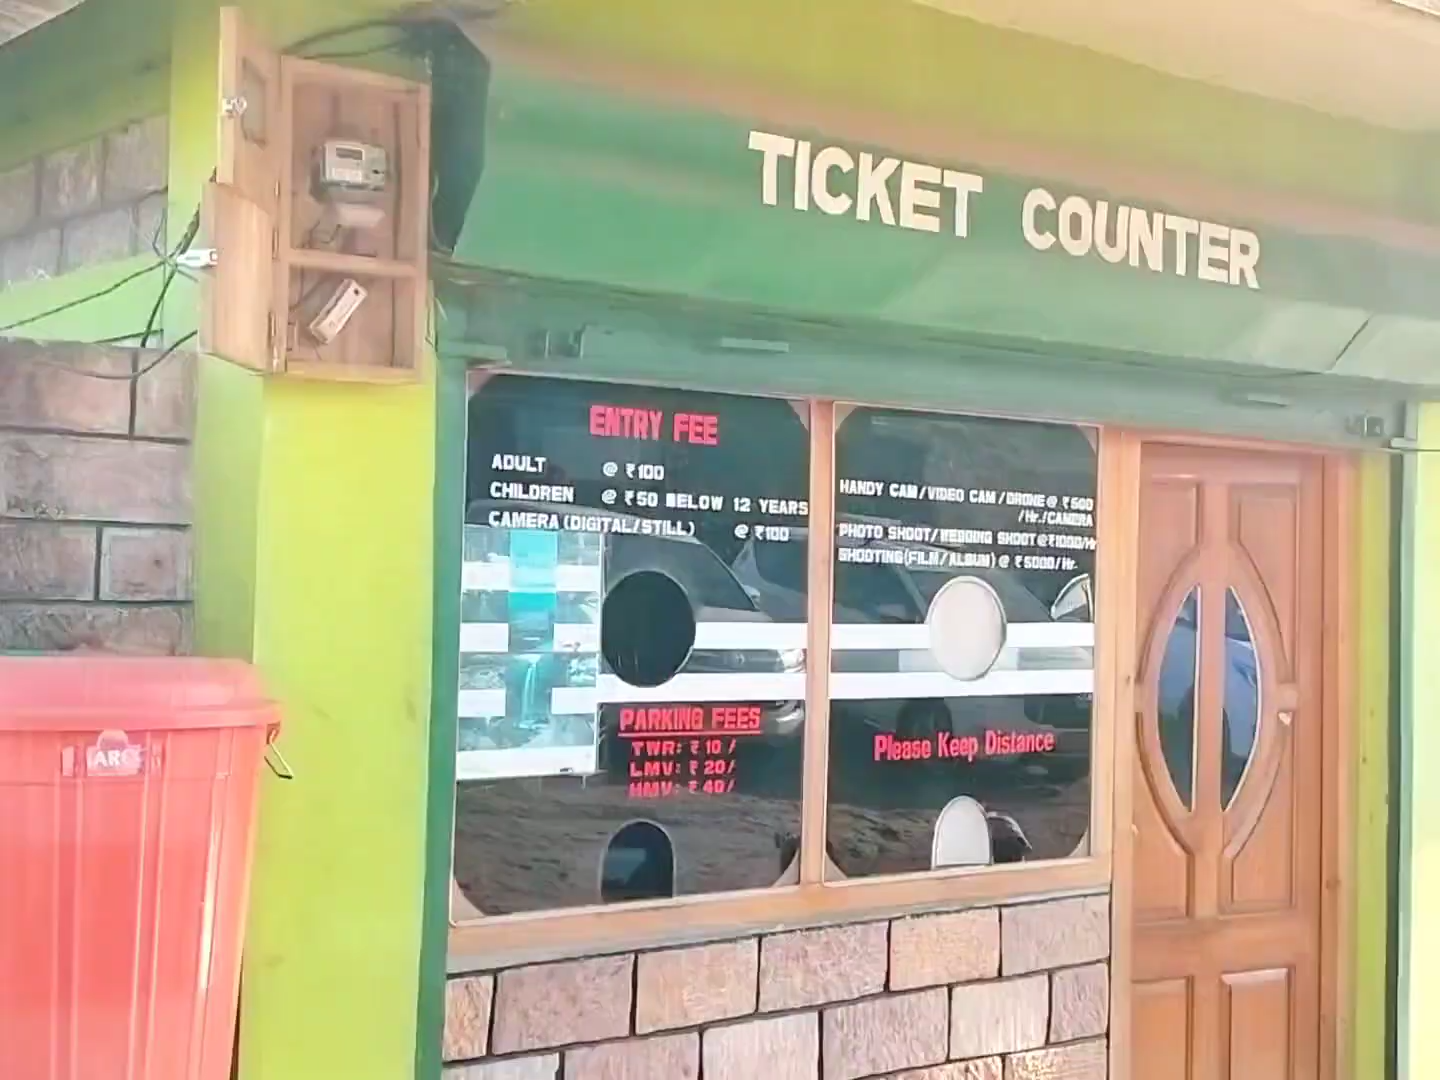 TICKET COUNTER
ENTRY FEE
ADULT @ ₹100
CHILDREN @ ₹50 BELOW 12 YEARS
CAMERA (DIGITAL/STILL) @ ₹100
HANDY CAM/VIDEO CAM/DRONE@ ₹500
/Hr./CAMERA
PHOTO SHOOT/WEDDING SHOOT@₹1000/Hr
SHOOTING(FILM/ALBUM)@ ₹5000/Hr.
PARKING FEES
TWR: ₹ 10 /
LMV: ₹ 20/
HMV: ₹ 40/
Please Keep Distance